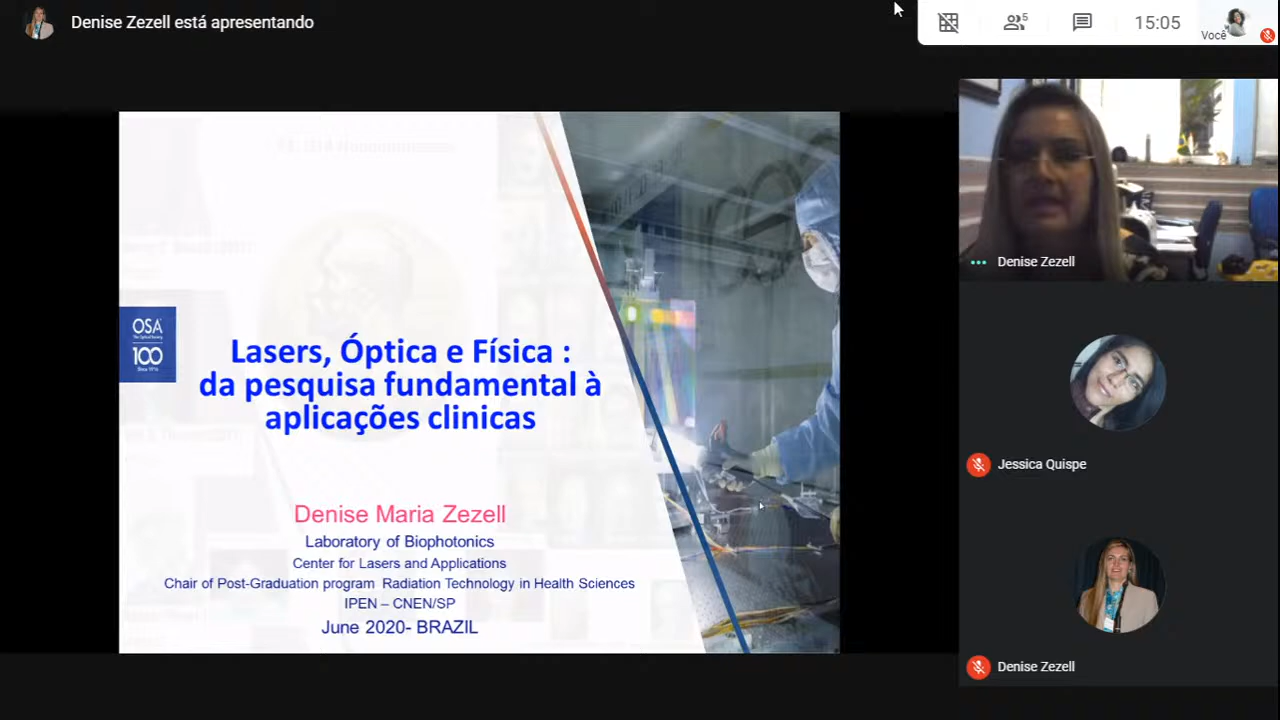 Denise Zezell está apresentando
5
15:05
Você
OSA
100
Since 1916
Lasers, Óptica e Física :
da pesquisa fundamental à
aplicações clinicas
Denise Maria Zezell
Laboratory of Biophotonics
Center for Lasers and Applications
Chair of Post-Graduation program Radiation Technology in Health Sciences
IPEN – CNEN/SP
June 2020- BRAZIL
Denise Zezell
Jessica Quispe
Denise Zezell